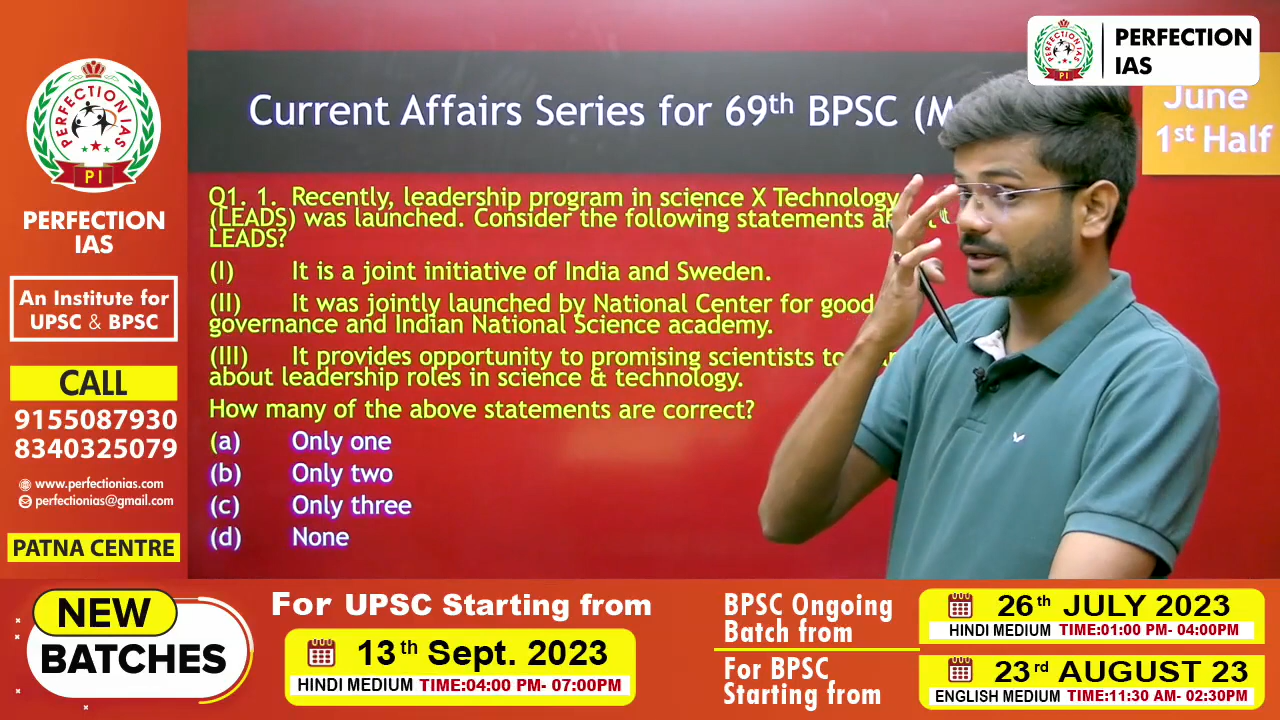 PERFECTION IAS
PI
PERFECTION
IAS
An Institute for
UPSC & BPSC
CALL
9155087930
8340325079
www.perfectionias.com
perfectionias@gmail.com
PATNA CENTRE
PERFECTION IAS
PI
PERFECTION
IAS
Current Affairs Series for 69th BPSC (M
June
1st Half
Q1. 1. Recently, leadership program in science X Technology
(LEADS) was launched. Consider the following statements
LEADS?
(I) It is a joint initiative of India and Sweden.
(II) It was jointly launched by National Center for good
governance and Indian National Science academy.
(III) It provides opportunity to promising scientists to
about leadership roles in science & technology.
How many of the above statements are correct?
(a) Only one
(b) Only two
(c) Only three
(d) None
NEW
BATCHES
For UPSC Starting from
13th Sept. 2023
HINDI MEDIUM TIME:04:00 PM- 07:00PM
BPSC Ongoing
Batch from
26th JULY 2023
HINDI MEDIUM TIME:01:00 PM- 04:00PM
For BPSC
Starting from
23rd AUGUST 23
ENGLISH MEDIUM TIME:11:30 AM- 02:30PM